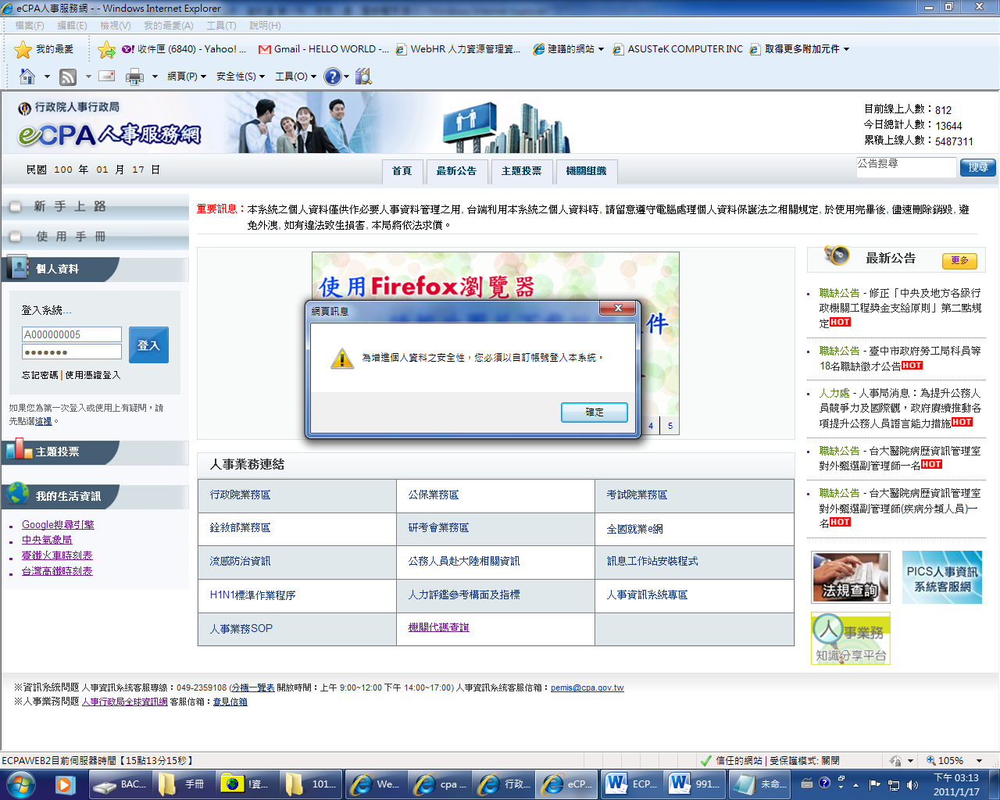 eCPA人事服務網 - - Windows Internet Explorer
檔案(F) 編輯(E) 檢視(V) 我的最愛(A) 工具(T) 說明(H)
我的最愛 收件匣 (6840) - Yahoo! ... Gmail - HELLO WORLD -... WebHR 人力資源管理資... 建議的網站 ASUSTeK COMPUTER INC 取得更多附加元件
網頁(P) 安全性(S) 工具(O)
行政院人事行政局
eCPA人事服務網
目前線上人數：812
今日總計人數：13644
累積上線人數：5487311
民國 100 年 01 月 17 日
首頁 最新公告 主題投票 機關組織
公告搜尋 搜尋
新手上路
使用手冊
個人資料
登入系統...
A000000005
●●●●●●●
登入
忘記密碼 | 使用憑證登入
如果您為第一次登入或使用上有疑問，請
先點選這裡。
主題投票
我的生活資訊
Google搜尋引擎
中央氣象局
臺鐵火車時刻表
台灣高鐵時刻表
重要訊息：本系統之個人資料僅供作必要人事資料管理之用, 台端利用本系統之個人資料時, 請留意遵守電腦處理個人資料保護法之相關規定, 於使用完畢後, 儘速刪除銷毀, 避
免外洩, 如有違法致生損害, 本局將依法求償。
使用Firefox瀏覽器
件
4 5
網頁訊息
為增進個人資料之安全性，您必須以自訂帳號登入本系統。
確定
人事業務連結
行政院業務區 公保業務區 考試院業務區
銓敘部業務區 研考會業務區 全國就業e網
流感防治資訊 公務人員赴大陸相關資訊 訊息工作站安裝程式
H1N1標準作業程序 人力評鑑參考構面及指標 人事資訊系統專區
人事業務SOP 機關代碼查詢
最新公告 更多
職缺公告 - 修正「中央及地方各級行
政機關工程獎金支給原則」第二點規
定HOT
職缺公告 - 臺中市政府勞工局科員等
18名職缺徵才公告HOT
人力處 - 人事局消息：為提升公務人
員競爭力及國際觀，政府賡續推動各
項提升公務人員語言能力措施HOT
職缺公告 - 台大醫院病歷資訊管理室
對外甄選副管理師一名HOT
職缺公告 - 台大醫院病歷資訊管理室
對外甄選副管理師(疾病分類人員)一
名HOT
法規查詢
PICS人事資訊
系統客服網
人事業務
知識分享平台
※資訊系統問題 人事資訊系統客服專線：049-2359108 (分機一覽表 開放時間：上午 9:00~12:00 下午 14:00~17:00) 人事資訊系統客服信箱：pemis@cpa.gov.tw
※人事業務問題 人事行政局全球資訊網 客服信箱：意見信箱
ECPAWEB2目前伺服器時間【15點13分15秒】
信任的網站 | 受保護模式: 關閉
105%
BAC... 手冊 !資... 101... We... cpa ... 行政... eCP... ECP... 991... 未命...
下午 03:13
2011/1/17